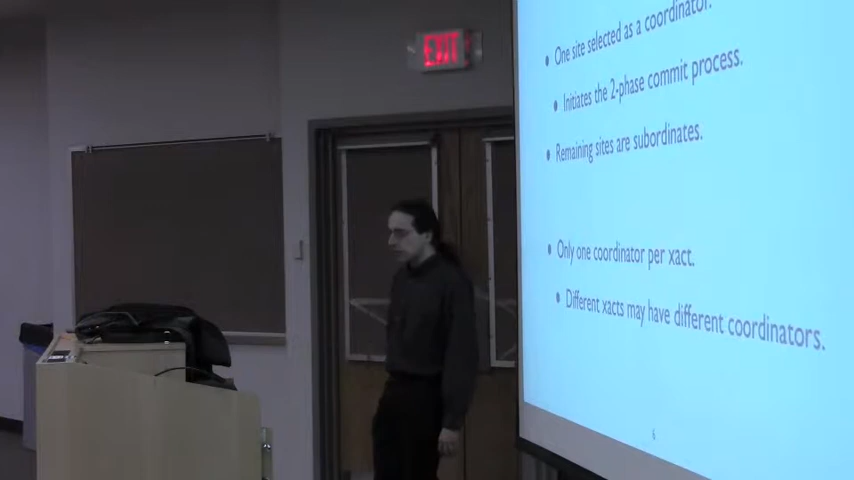 EXIT
One site selected as a coordinator.
Initiates the 2-phase commit process.
Remaining sites are subordinates.
Only one coordinator per xact.
Different xacts may have different coordinators.
6